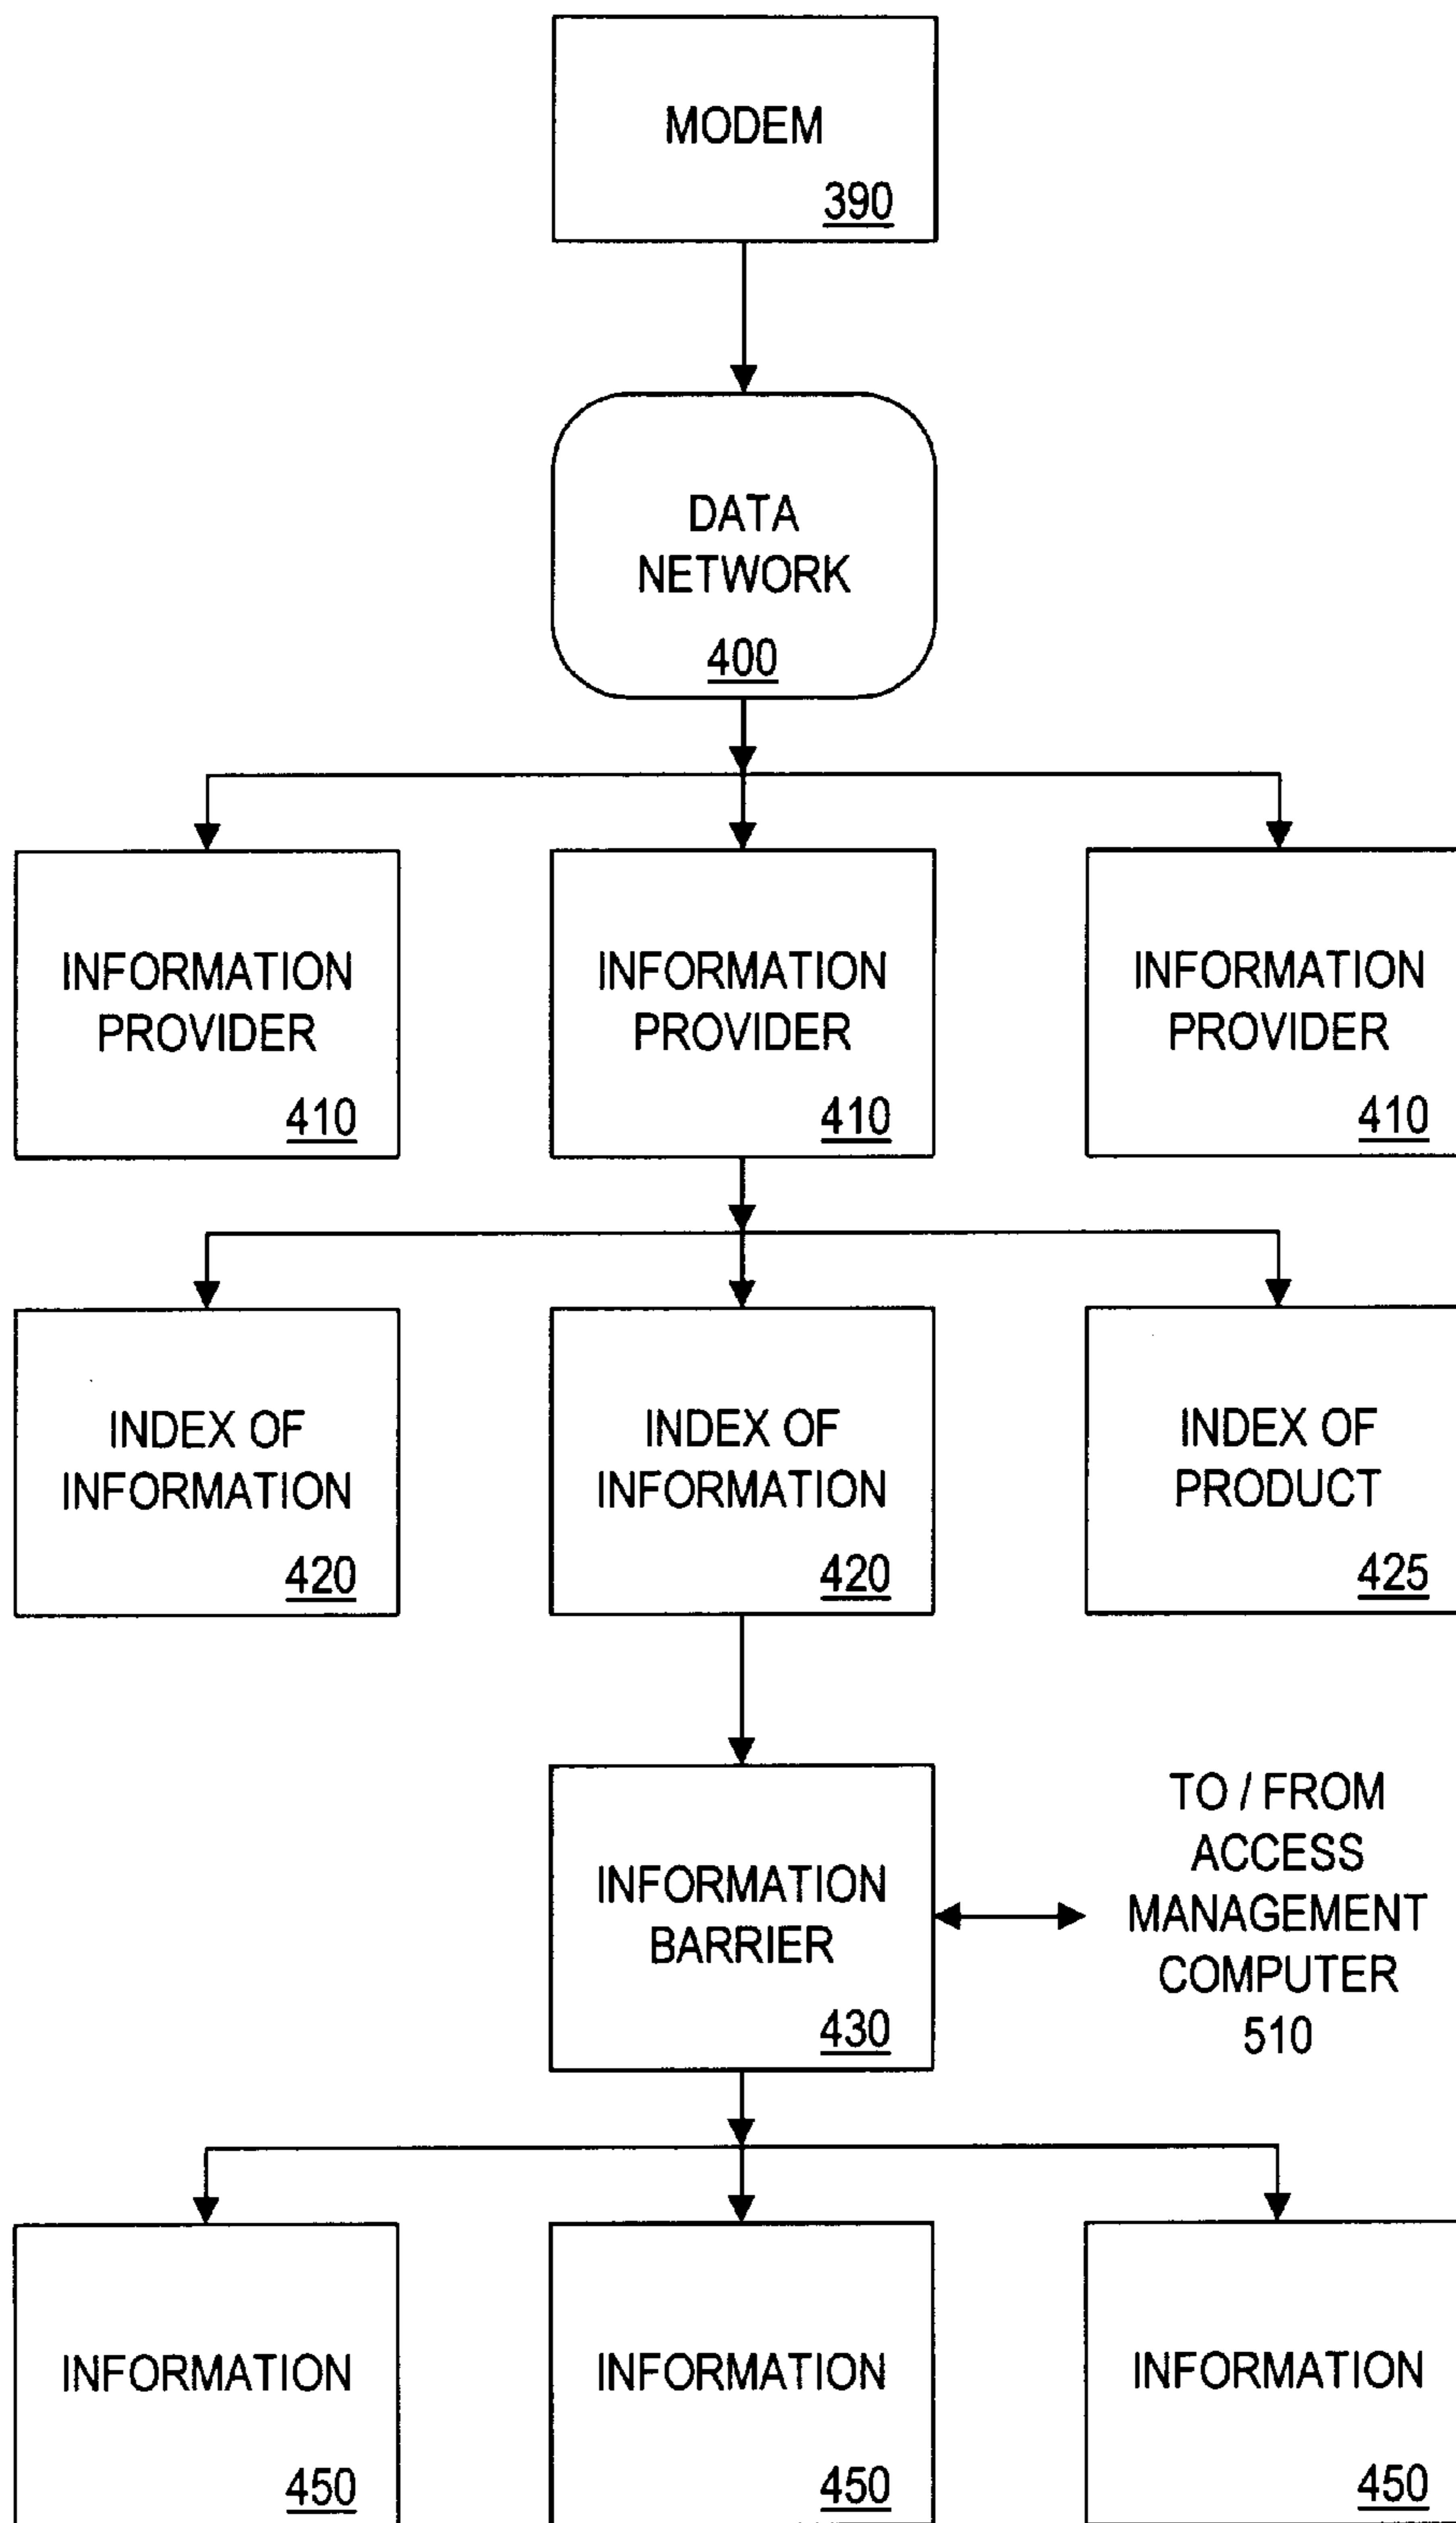 MODEM
390
DATA
NETWORK
400
INFORMATION
PROVIDER
410
INFORMATION
PROVIDER
410
INFORMATION
PROVIDER
410
INDEX OF
INFORMATION
420
INDEX OF
INFORMATION
420
INDEX OF
PRODUCT
425
INFORMATION
BARRIER
430
TO / FROM
ACCESS
MANAGEMENT
COMPUTER
510
INFORMATION
450
INFORMATION
450
INFORMATION
450